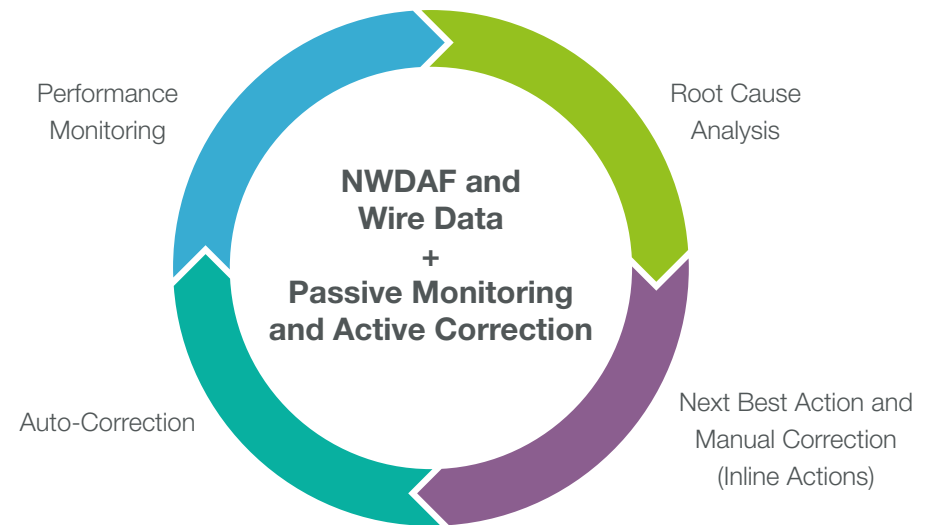 Performance
Monitoring
Root Cause
Analysis
NWDAF and
Wire Data
+
Passive Monitoring
and Active Correction
Auto-Correction
Next Best Action and
Manual Correction
(Inline Actions)